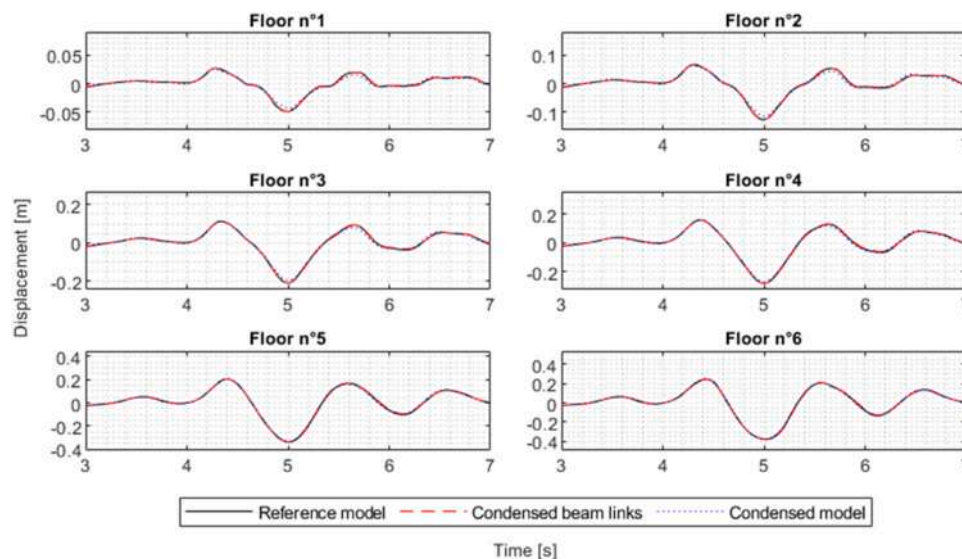 Floor n°1
Floor n°2
0.05
0
-0.05
3 4 5 6 7
0.1
0
-0.1
3 4 5 6 7
Floor n°3
Floor n°4
0.2
0
-0.2
3 4 5 6 7
0.2
0
-0.2
3 4 5 6 7
Displacement [m]
Floor n°5
Floor n°6
0.4
0.2
0
-0.2
-0.4
3 4 5 6 7
0.4
0.2
0
-0.2
-0.4
3 4 5 6 7
Reference model Condensed beam links Condensed model
Time [s]